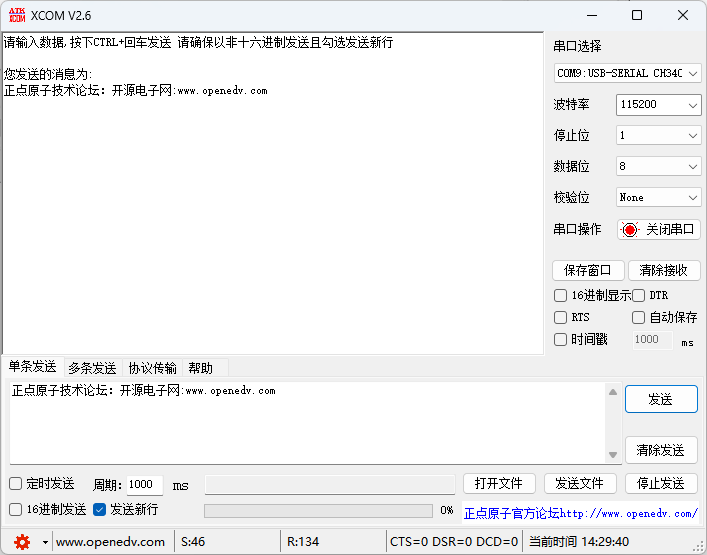 ATK
XCOM
XCOM V2.6
请输入数据,按下CTRL+回车发送 请确保以非十六进制发送且勾选发送新行
您发送的消息为:
正点原子技术论坛: 开源电子网:www.openedv.com
串口选择
COM9:USB-SERIAL CH340
波特率
115200
停止位
1
数据位
8
校验位
None
串口操作
关闭串口
保存窗口
清除接收
16进制显示
DTR
RTS
自动保存
时间戳
1000
ms
单条发送
多条发送
协议传输
帮助
正点原子技术论坛: 开源电子网:www.openedv.com
发送
清除发送
定时发送
周期:
1000
ms
打开文件
发送文件
停止发送
16进制发送
发送新行
0%
正点原子官方论坛http://www.openedv.com/
www.openedv.com
S:46
R:134
CTS=0 DSR=0 DCD=0
当前时间 14:29:40